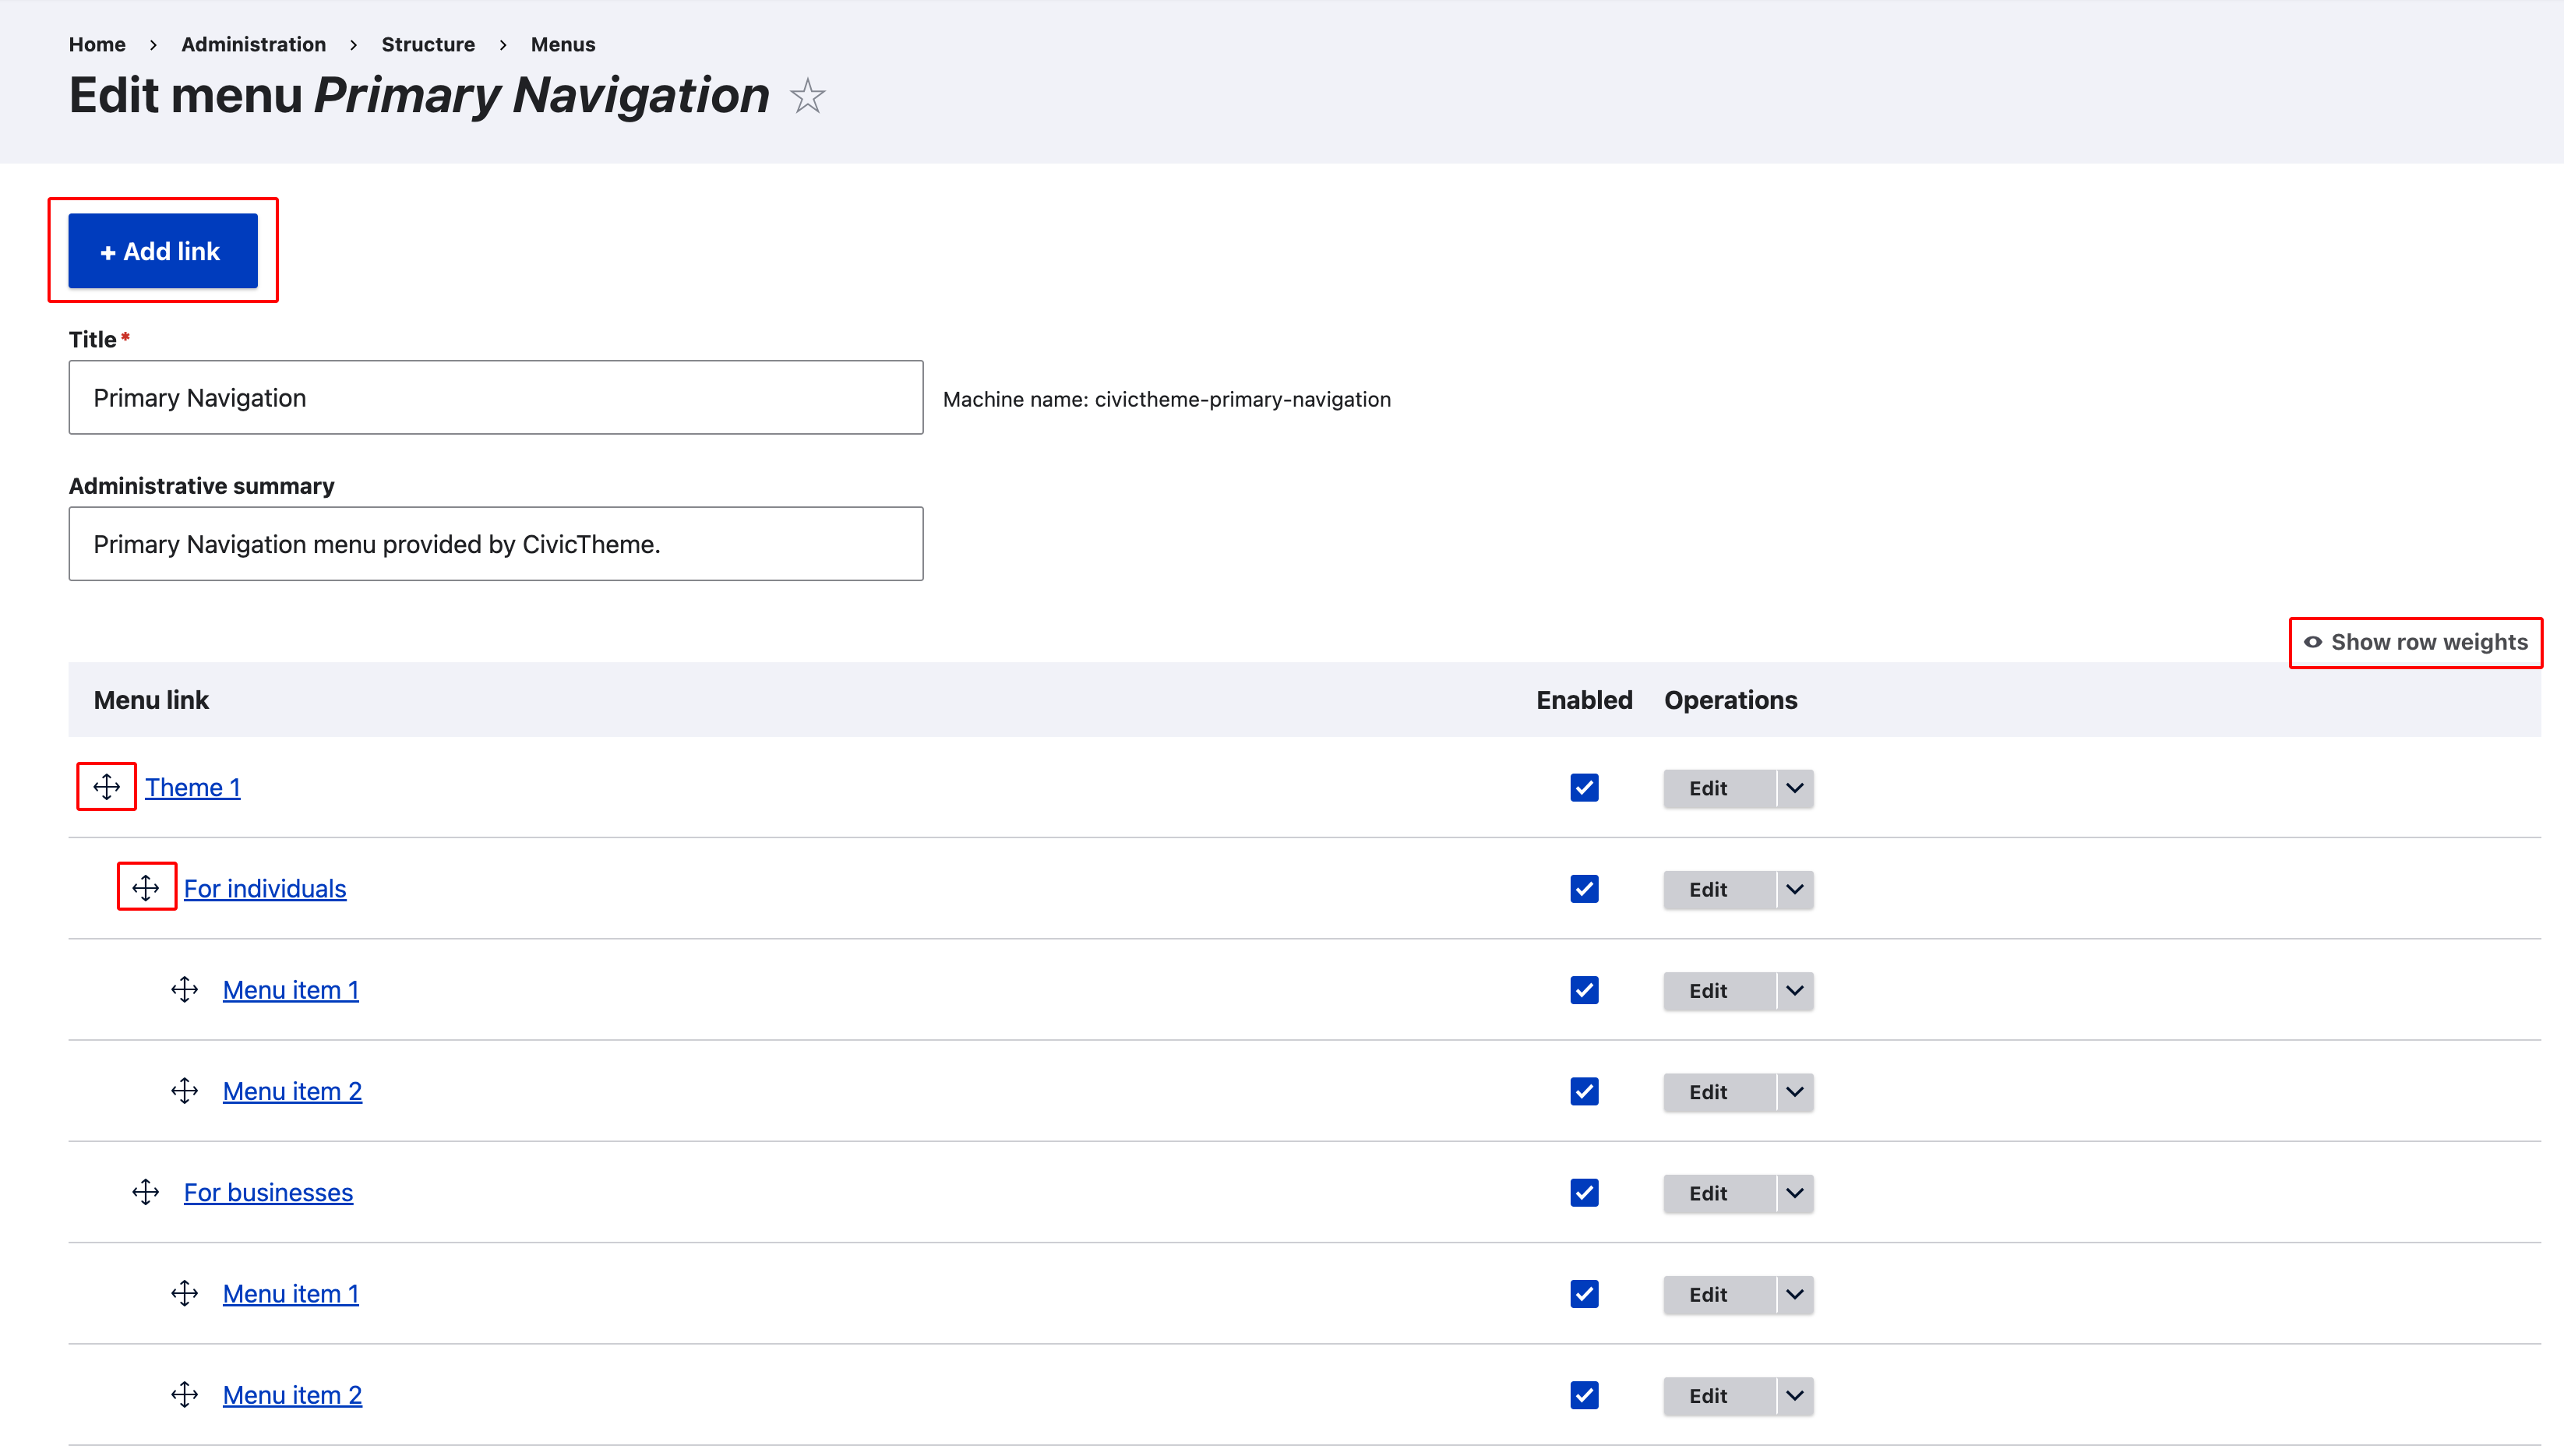 Home > Administration > Structure > Menus
Edit menu Primary Navigation
+ Add link
Title*
Primary Navigation
Machine name: civictheme-primary-navigation
Administrative summary
Primary Navigation menu provided by CivicTheme.
Show row weights
Menu link Enabled Operations
Theme 1 Edit
For individuals Edit
Menu item 1 Edit
Menu item 2 Edit
For businesses Edit
Menu item 1 Edit
Menu item 2 Edit